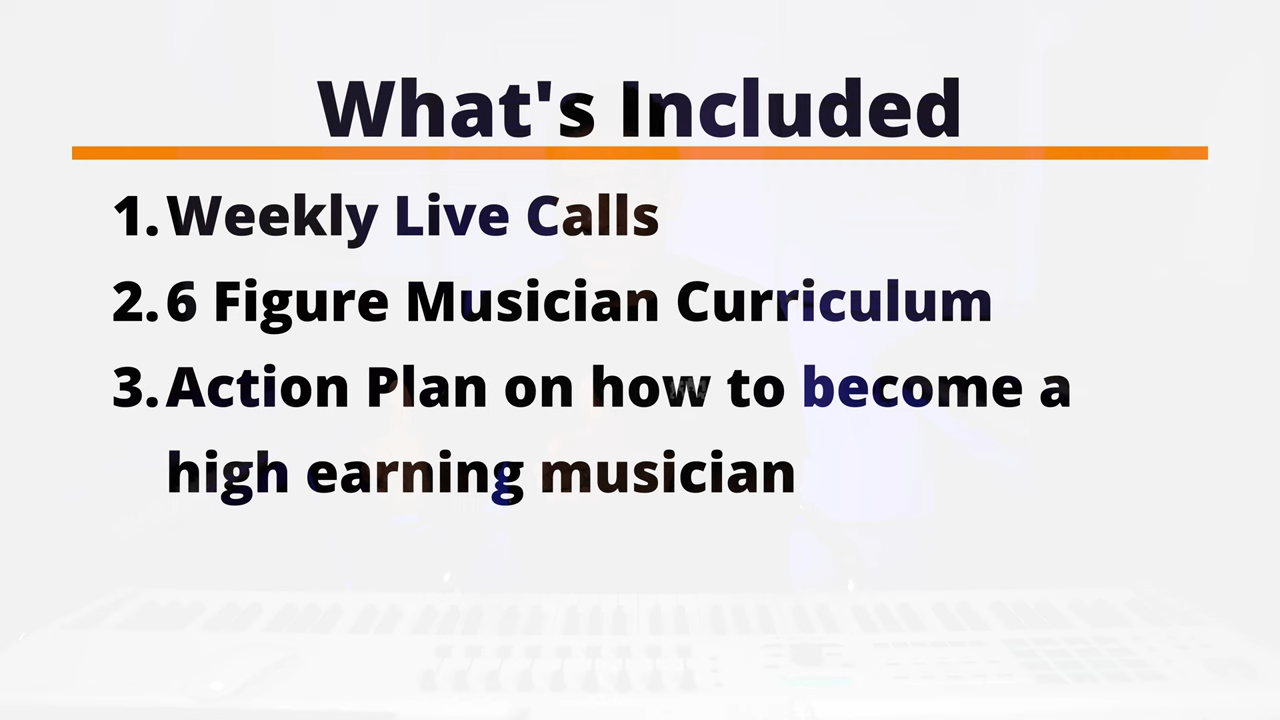 What's Included
1. Weekly Live Calls
2. 6 Figure Musician Curriculum
3. Action Plan on how to become a
high earning musician